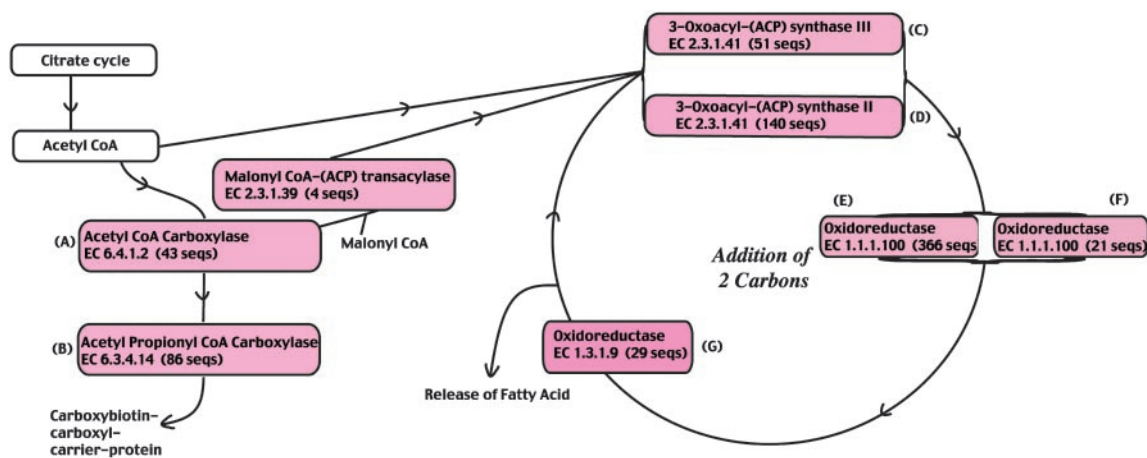 Citrate cycle
Acetyl CoA
Malonyl CoA–(ACP) transacylase
EC 2.3.1.39 (4 seqs)
Malonyl CoA
(A)
Acetyl CoA Carboxylase
EC 6.4.1.2 (43 seqs)
(B)
Acetyl Propionyl CoA Carboxylase
EC 6.3.4.14 (86 seqs)
Carboxybiotin–
carboxyl–
carrier–protein
3–Oxoacyl–(ACP) synthase III
EC 2.3.1.41 (51 seqs)
(C)
3–Oxoacyl–(ACP) synthase II
EC 2.3.1.41 (140 seqs)
(D)
(E)
Oxidoreductase
EC 1.1.1.100 (366 seqs
(F)
Oxidoreductase
EC 1.1.1.100 (21 seqs)
Addition of
2 Carbons
Oxidoreductase
EC 1.3.1.9 (29 seqs)
(G)
Release of Fatty Acid